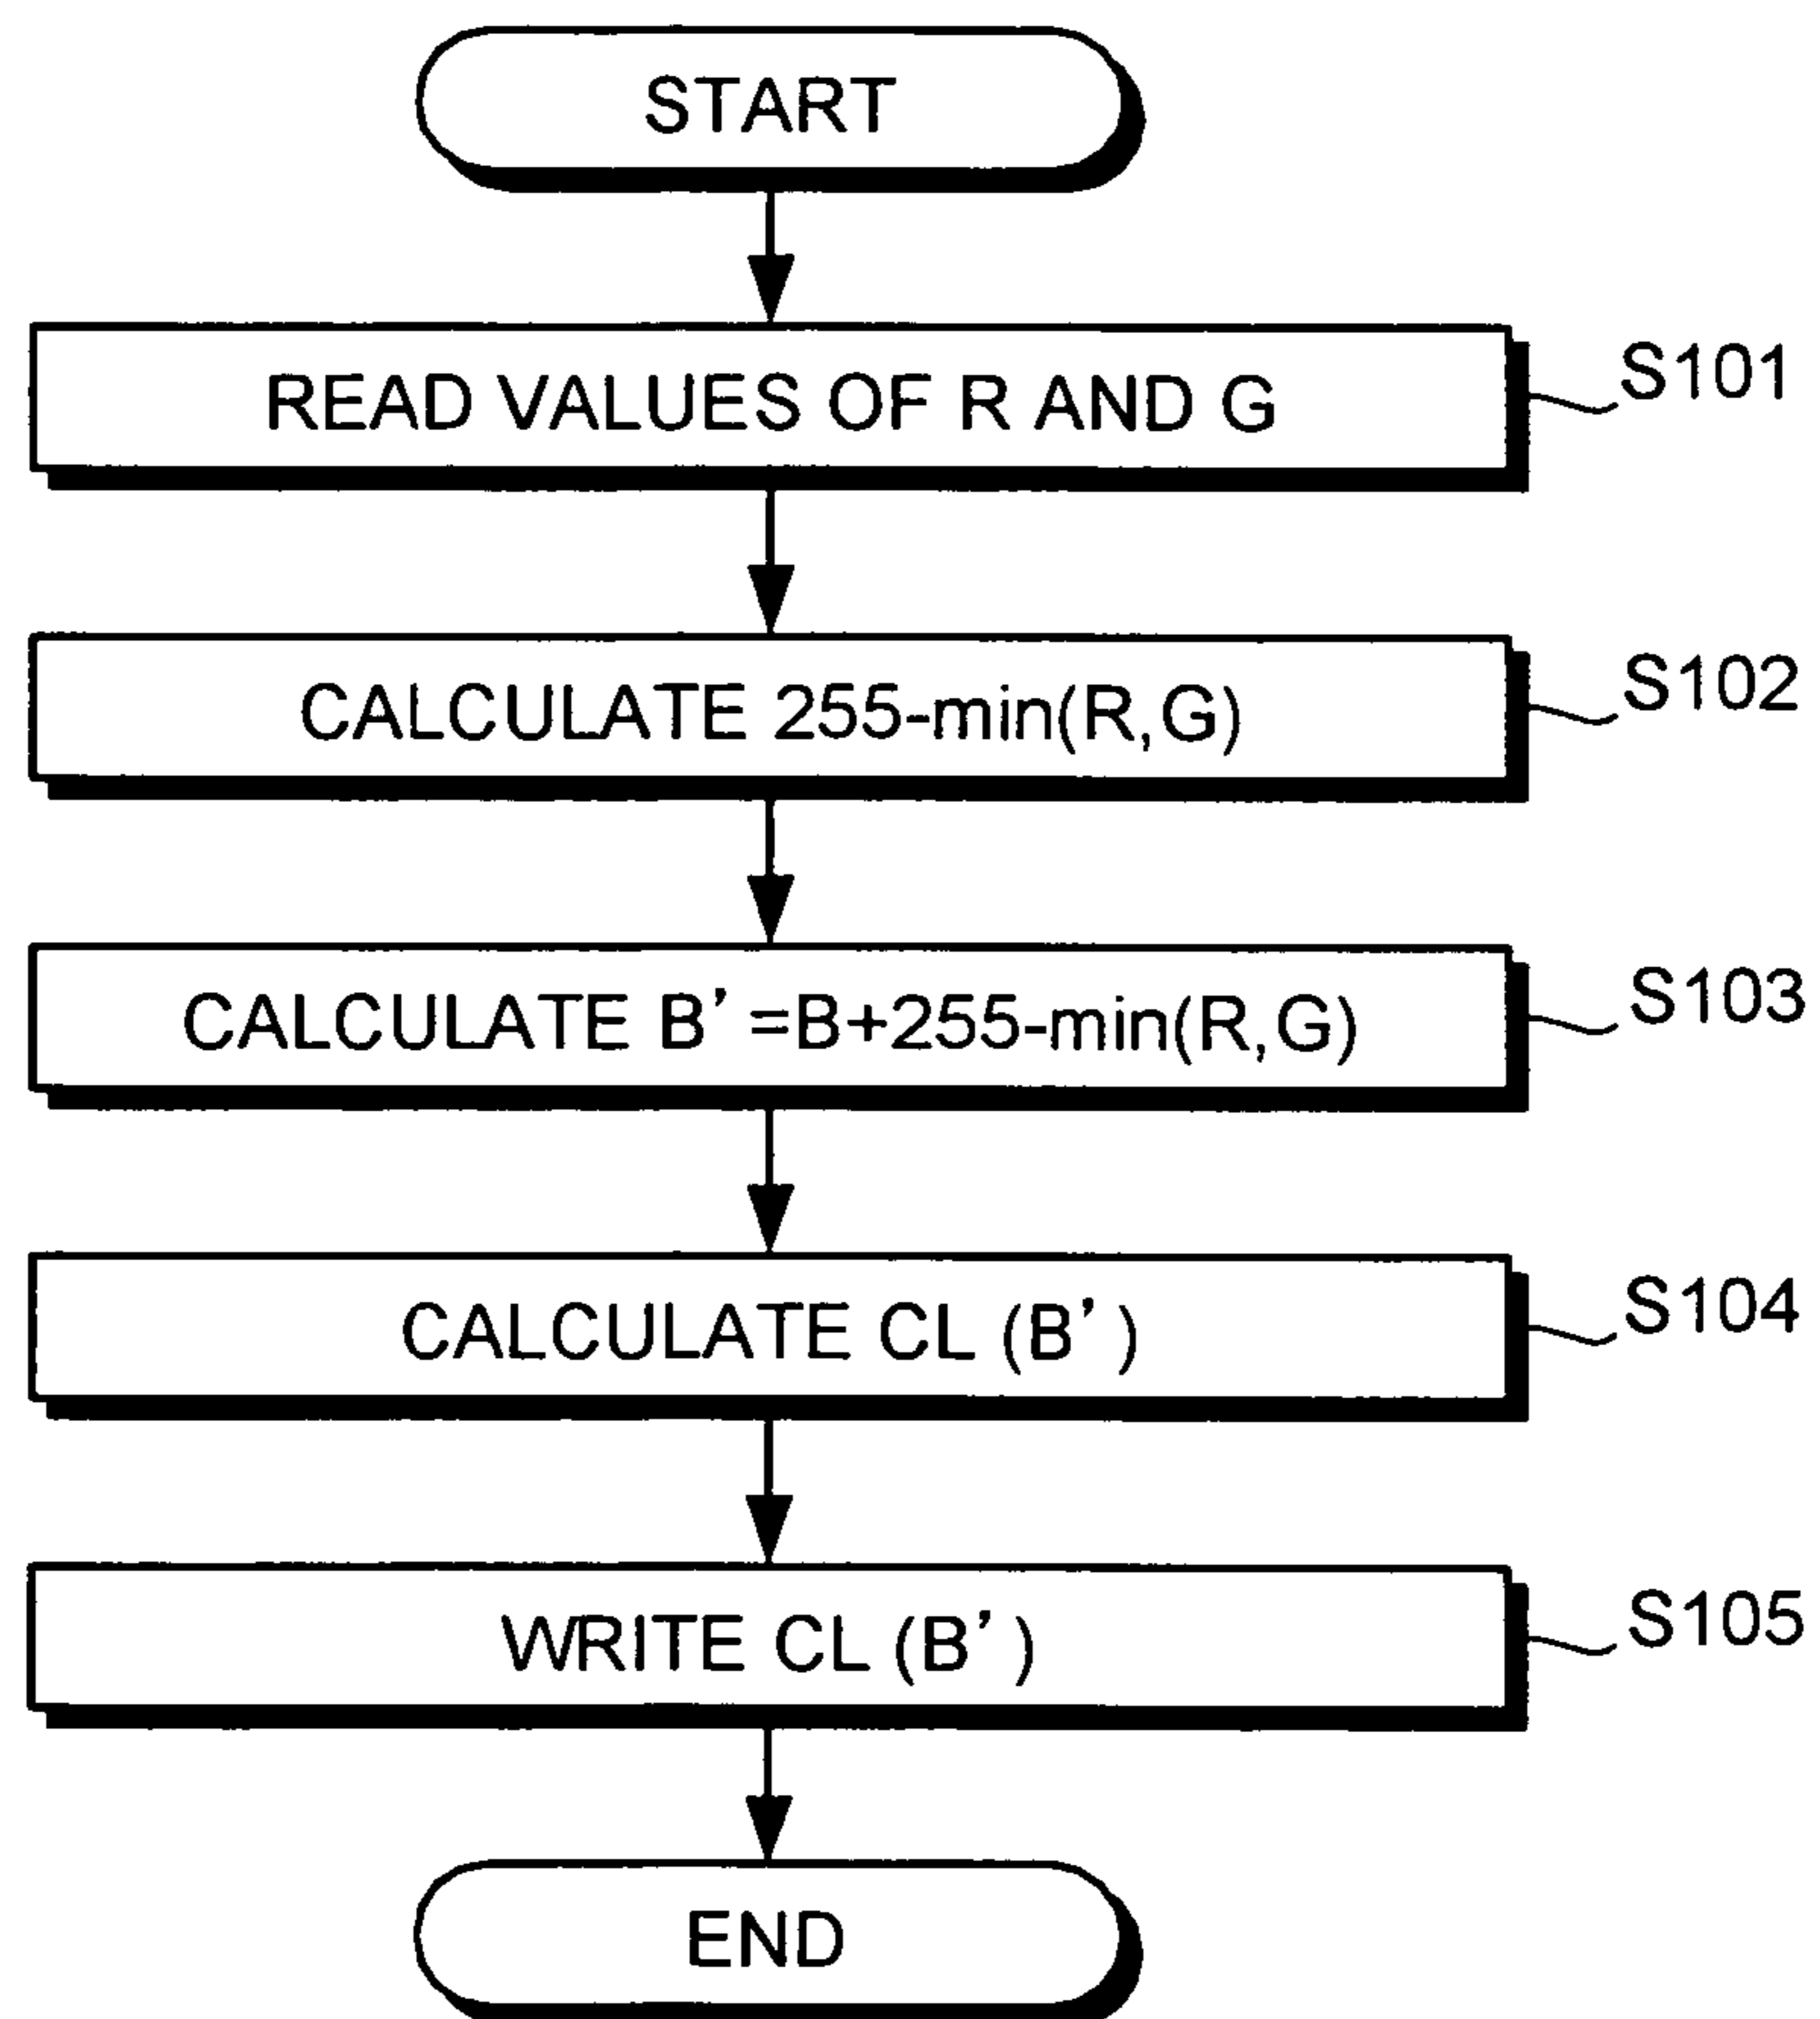 START
READ VALUES OF R AND G
S101
CALCULATE 255-min(R,G)
S102
CALCULATE B' =B+255-min(R,G)
S103
CALCULATE CL (B')
S104
WRITE CL (B')
S105
END